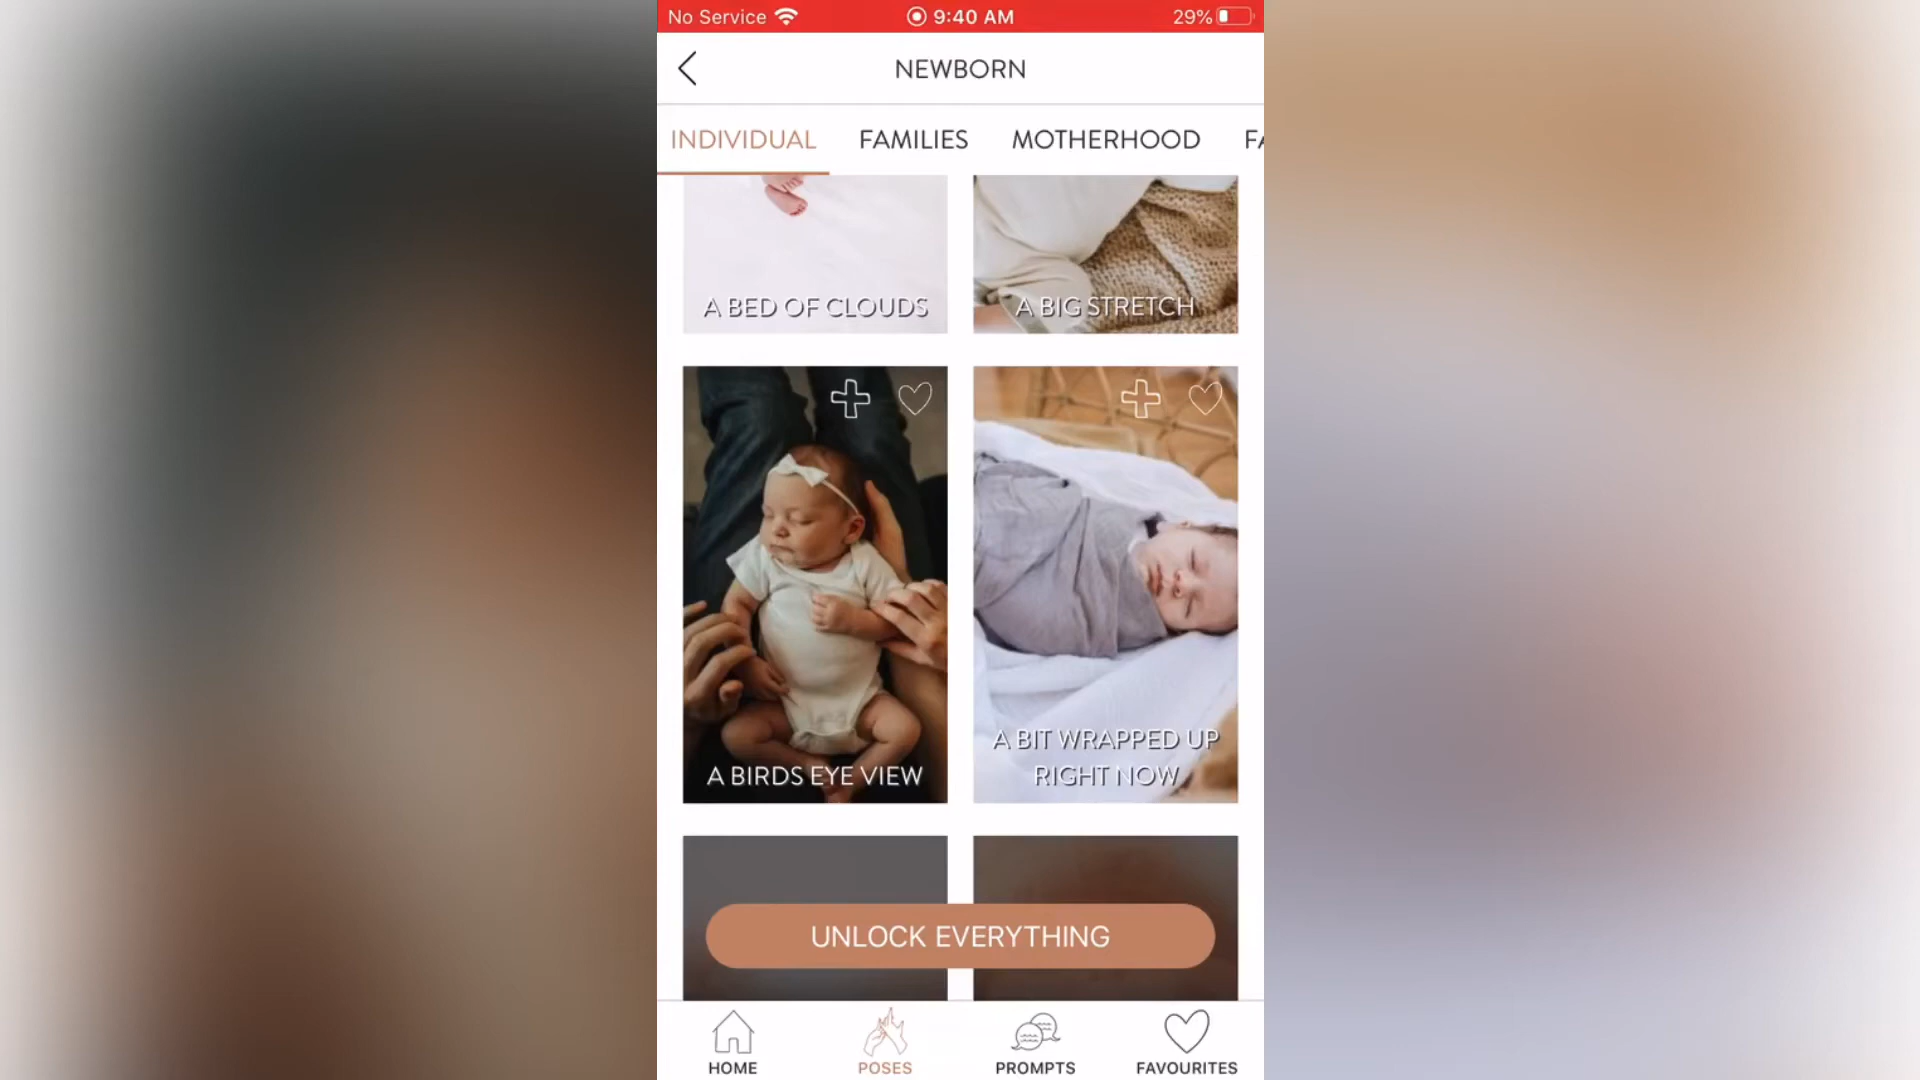 No Service 9:40 AM 29%
NEWBORN
INDIVIDUAL FAMILIES MOTHERHOOD
A BED OF CLOUDS A BIG STRETCH
A BIRDS EYE VIEW
A BIT WRAPPED UP
RIGHT NOW
UNLOCK EVERYTHING
HOME POSES PROMPTS FAVOURITES